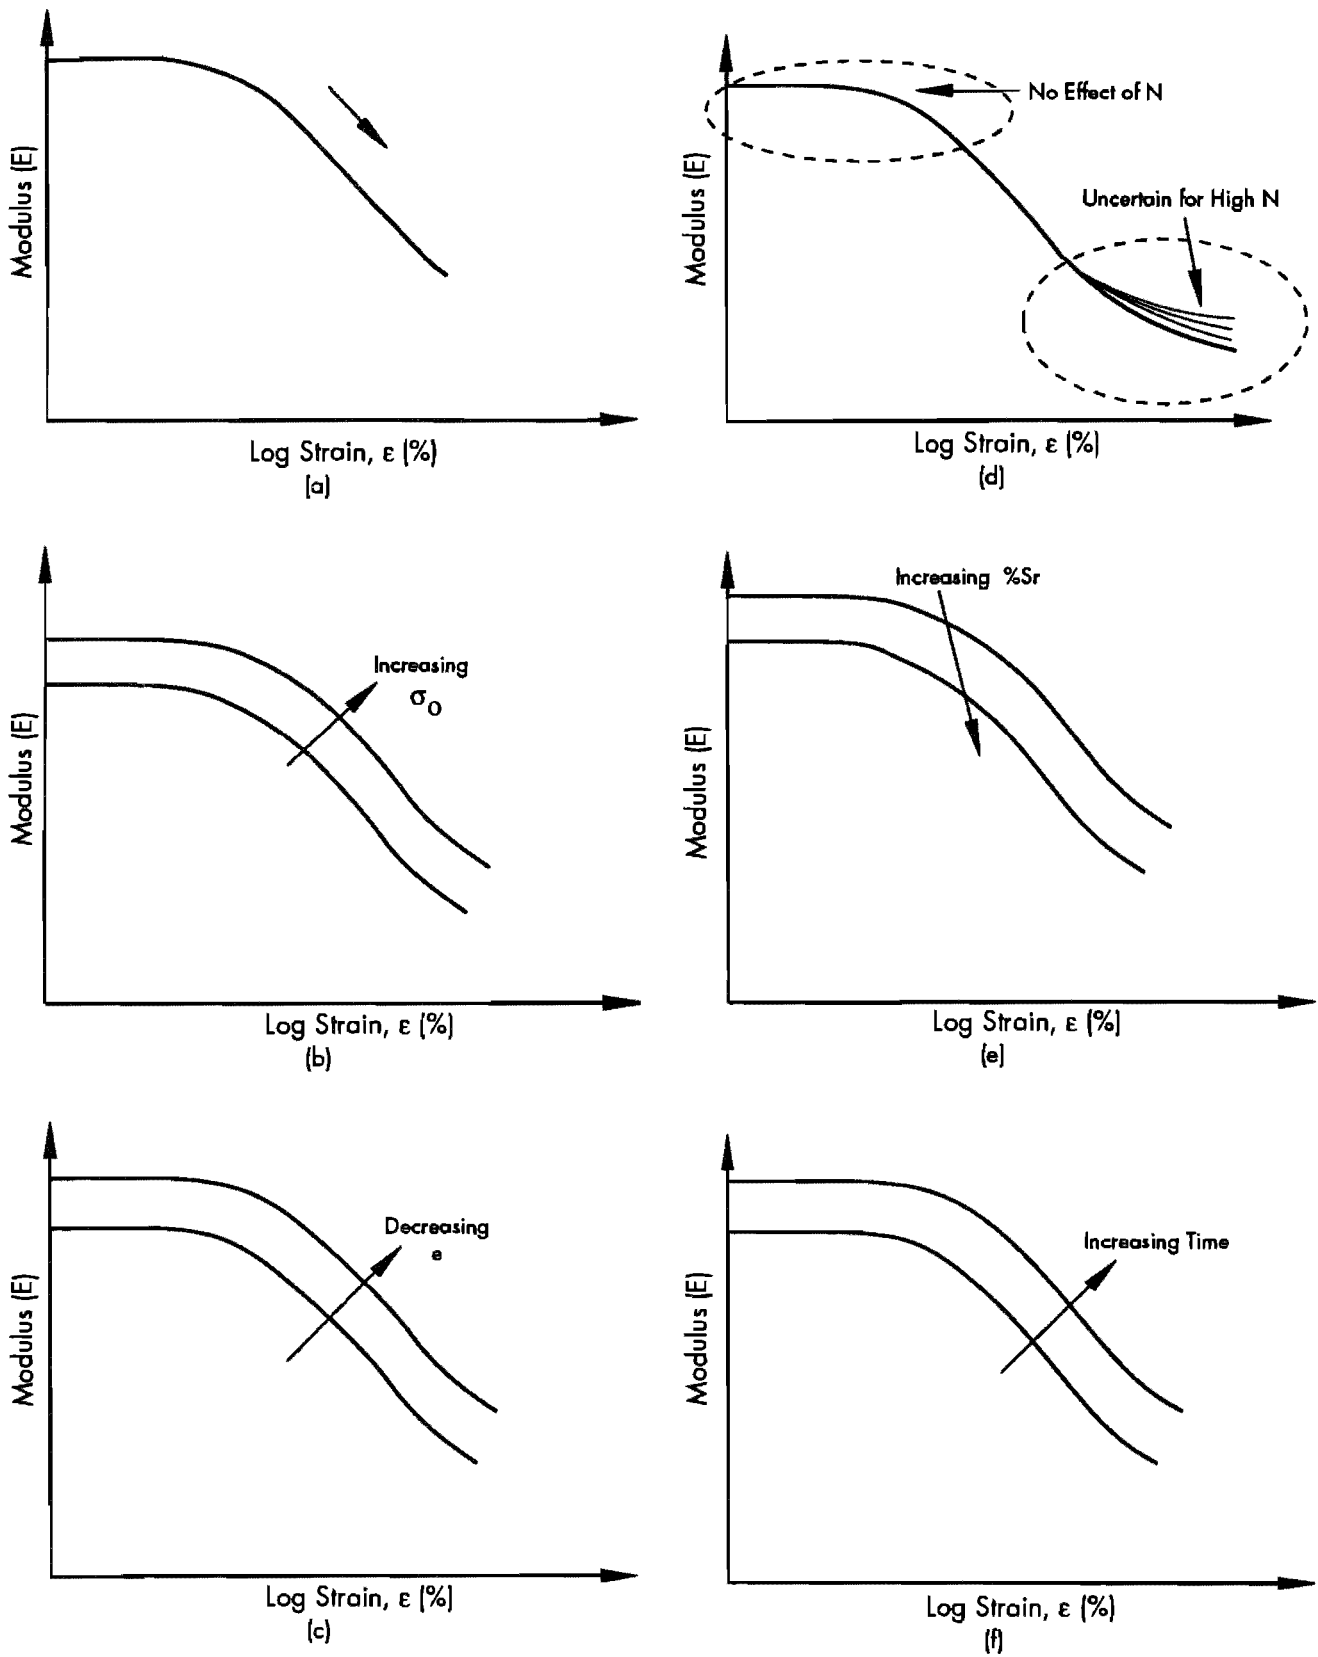 Modulus (E)
Log Strain, ε (%)
(a)
Modulus (E)
No Effect of N
Uncertain for High N
Log Strain, ε (%)
(d)
Modulus (E)
Increasing
σo
Log Strain, ε (%)
(b)
Modulus (E)
Increasing %Sr
Log Strain, ε (%)
(e)
Modulus (E)
Decreasing
e
Log Strain, ε (%)
(c)
Modulus (E)
Increasing Time
Log Strain, ε (%)
(f)